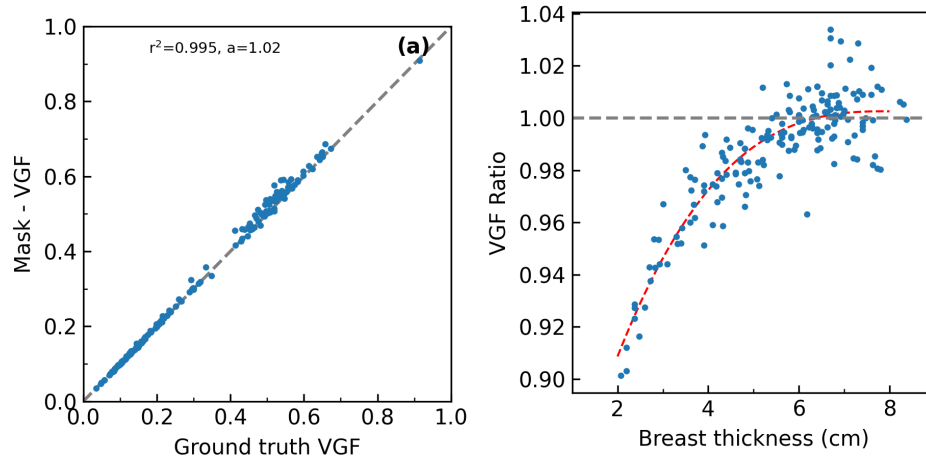 r²=0.995, a=1.02
(a)
Mask - VGF
1.0
0.8
0.6
0.4
0.2
0.0
0.0 0.2 0.4 0.6 0.8 1.0
Ground truth VGF
VGF Ratio
1.04
1.02
1.00
0.98
0.96
0.94
0.92
0.90
2 4 6 8
Breast thickness (cm)